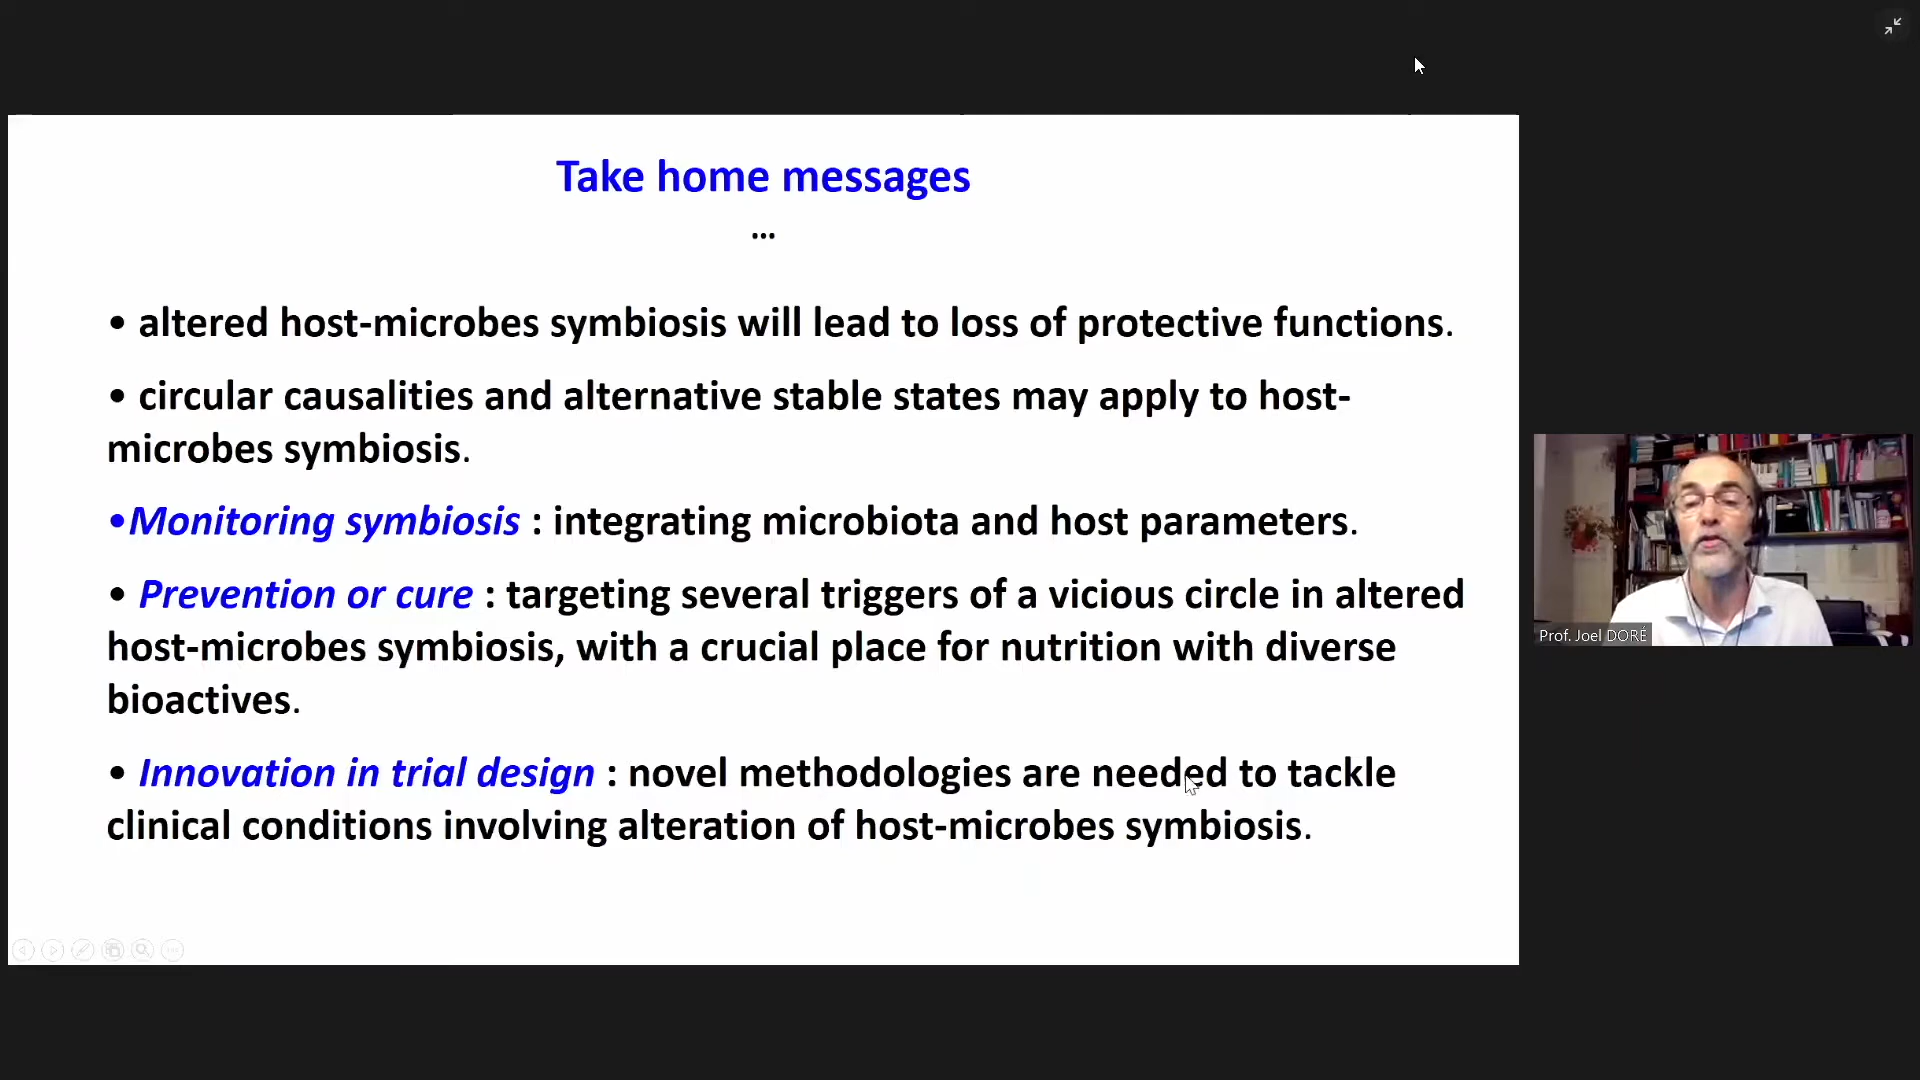 Take home messages
...
• altered host-microbes symbiosis will lead to loss of protective functions.
• circular causalities and alternative stable states may apply to host-
microbes symbiosis.
•Monitoring symbiosis : integrating microbiota and host parameters.
• Prevention or cure : targeting several triggers of a vicious circle in altered
host-microbes symbiosis, with a crucial place for nutrition with diverse
bioactives.
• Innovation in trial design : novel methodologies are needed to tackle
clinical conditions involving alteration of host-microbes symbiosis.
Prof. Joel DORÉ